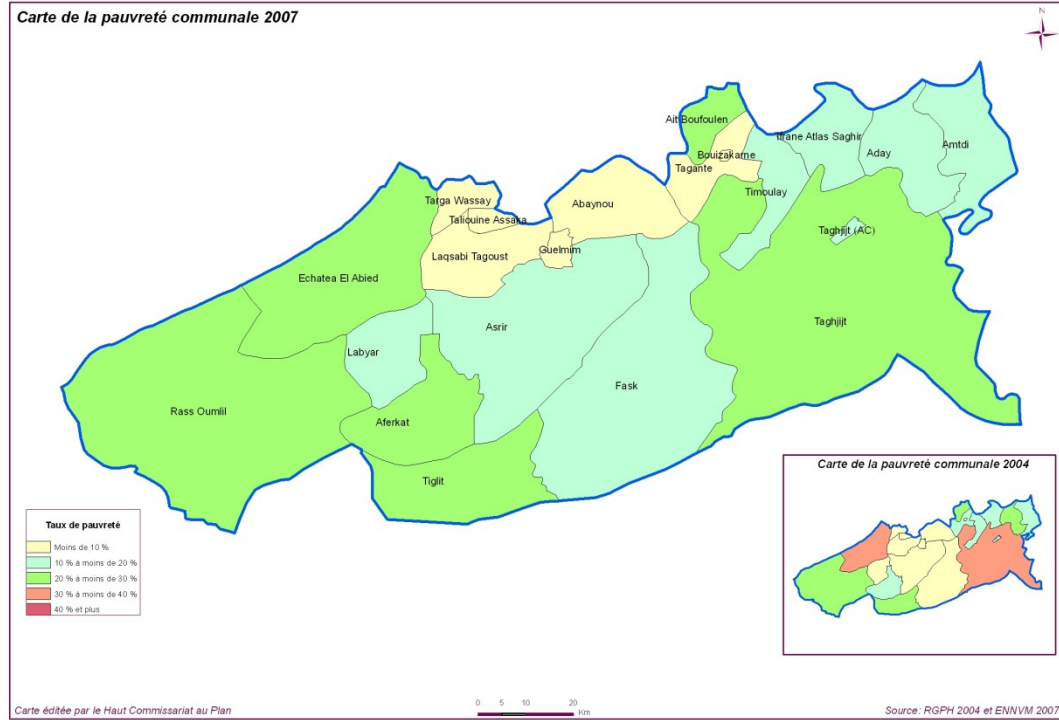 Carte de la pauvreté communale 2007
N
Ait Boufoulen
Ifrane Atlas Saghir
Bouizakarne
Aday
Amtdi
Tagante
Timoulay
Targa Wassay
Abaynou
Taliouine Assaka
Taghjijt (AC)
Guelmim
Laqsabi Tagoust
Echatea El Abied
Taghjijt
Asrir
Labyar
Fask
Rass Oumlil
Aferkat
Tiglit
Carte de la pauvreté communale 2004
Taux de pauvreté
Moins de 10 %
10 % à moins de 20 %
20 % à moins de 30 %
30 % à moins de 40 %
40 % et plus
0 5 10 20
Km
Carte éditée par le Haut Commissariat au Plan
Source: RGPH 2004 et ENNVM 2007